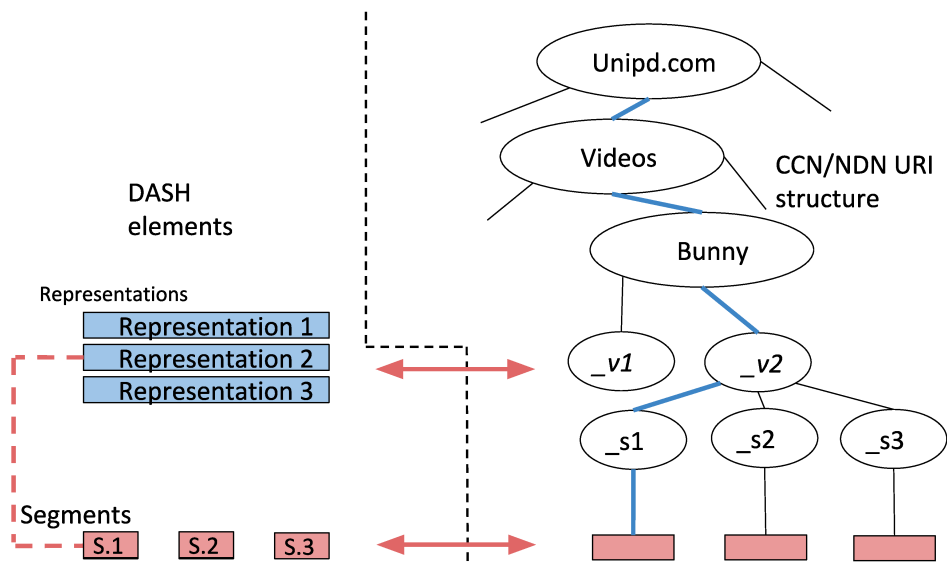 DASH
elements
Representations
Representation 1
Representation 2
Representation 3
Segments
S.1
S.2
S.3
Unipd.com
Videos
CCN/NDN URI
structure
Bunny
_v1
_v2
_s1
_s2
_s3